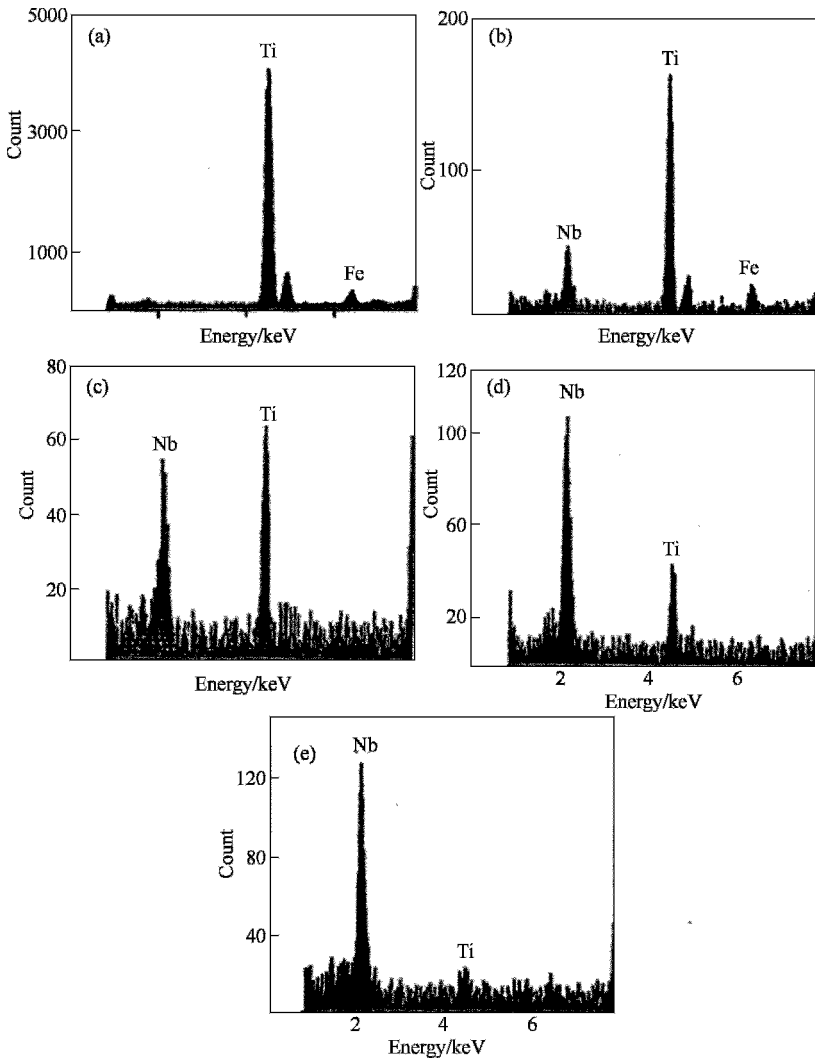 (a)
5000
3000
1000
Count
Ti
Fe
Energy/keV
(b)
200
100
Count
Nb
Ti
Fe
Energy/keV
(c)
80
60
40
20
Count
Nb
Ti
Energy/keV
(d)
120
100
60
20
Count
Nb
Ti
2 4 6
Energy/keV
(e)
120
80
40
Count
Nb
Ti
2 4 6
Energy/keV